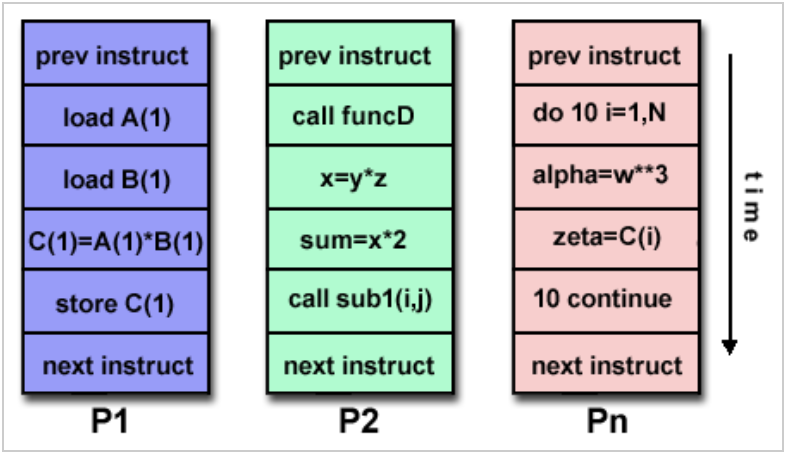 prev instruct
load A(1)
load B(1)
C(1)=A(1)*B(1)
store C(1)
next instruct
P1
prev instruct
call funcD
x=y*z
sum=x*2
call sub1(i,j)
next instruct
P2
prev instruct
do 10 i=1,N
alpha=w**3
zeta=C(i)
10 continue
next instruct
Pn
time